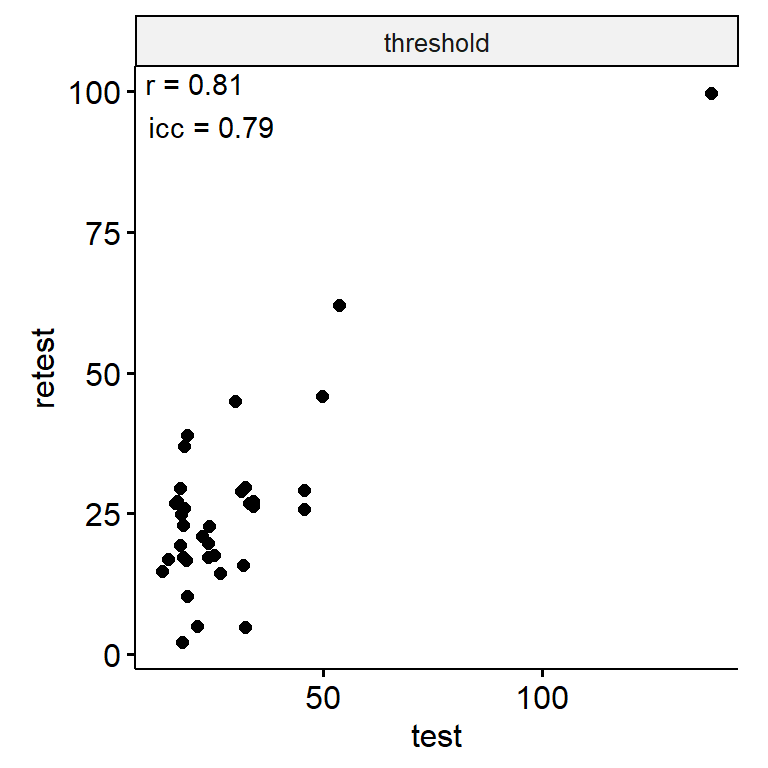 threshold
r = 0.81
icc = 0.79
100
75
50
25
0
50 100
test
retest